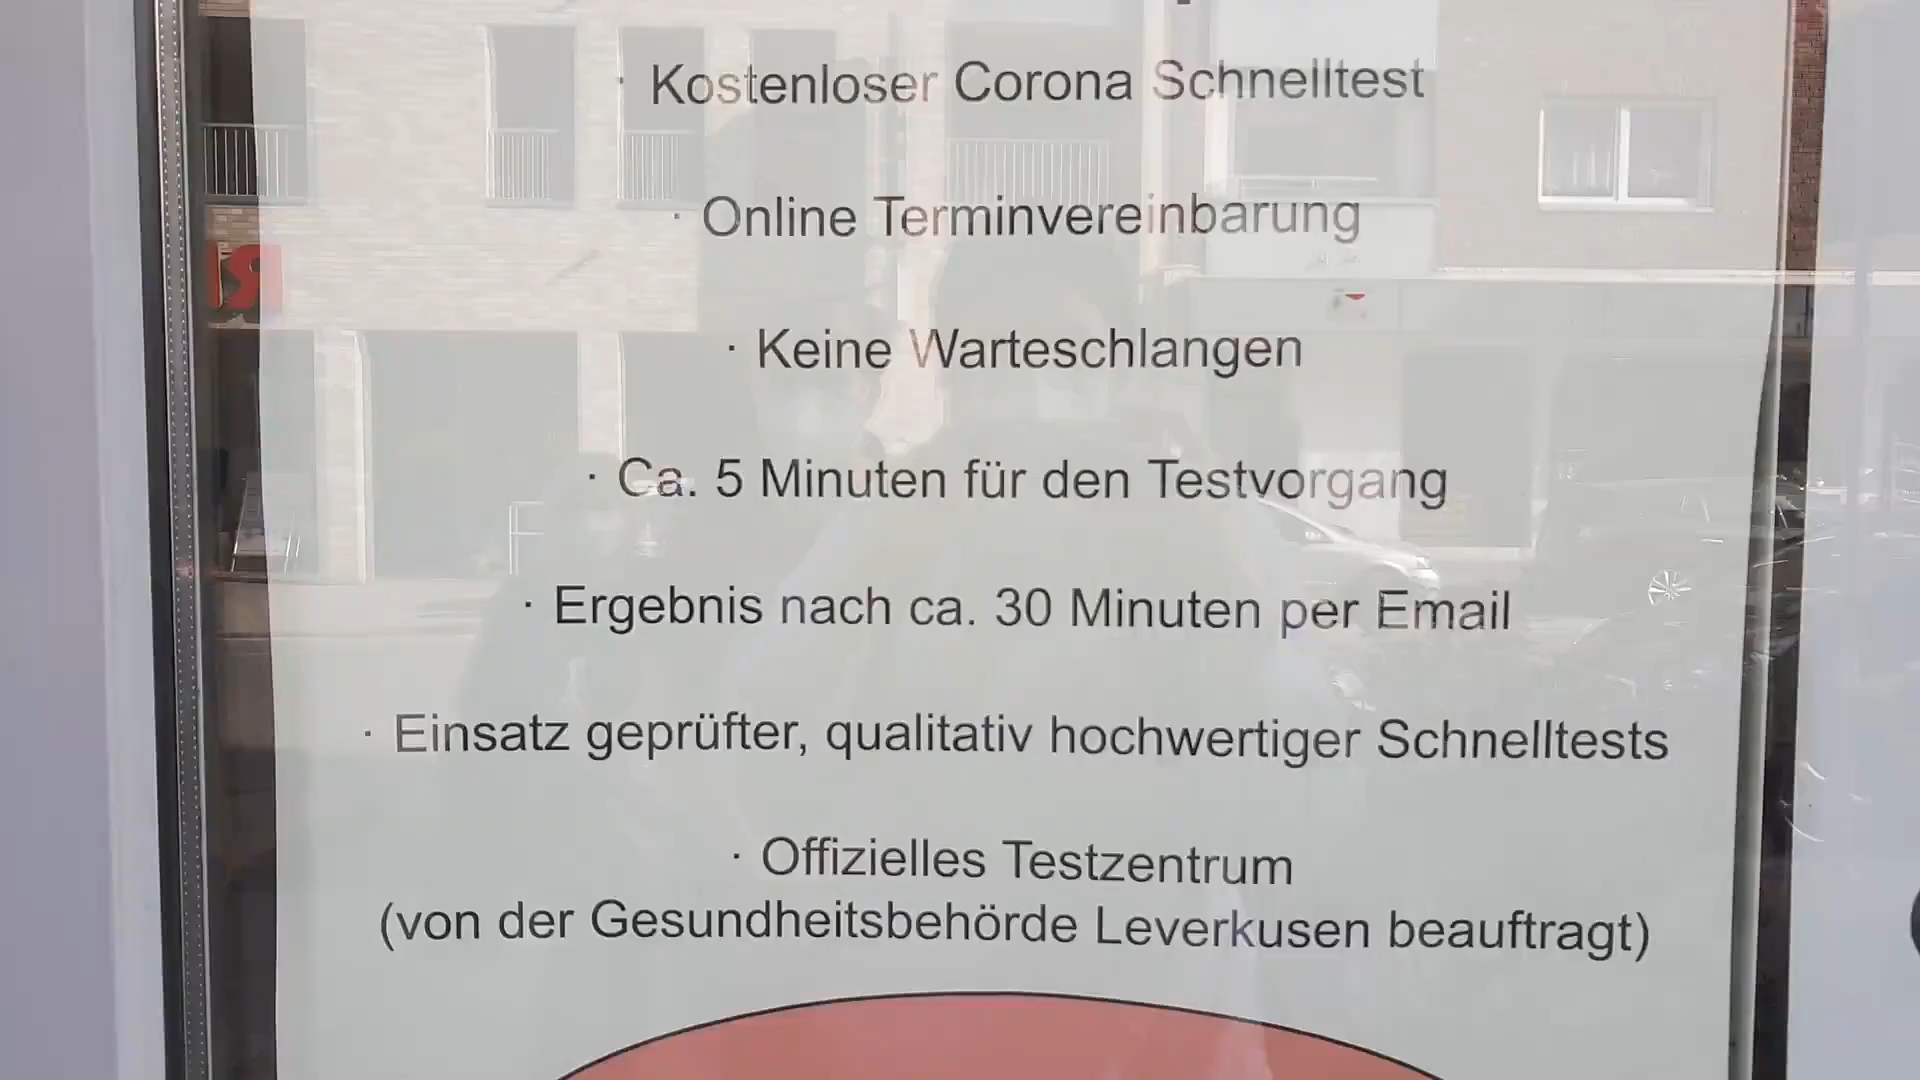 · Kostenloser Corona Schnelltest
· Online Terminvereinbarung
· Keine Warteschlangen
· Ca. 5 Minuten für den Testvorgang
· Ergebnis nach ca. 30 Minuten per Email
· Einsatz geprüfter, qualitativ hochwertiger Schnelltests
· Offizielles Testzentrum
(von der Gesundheitsbehörde Leverkusen beauftragt)